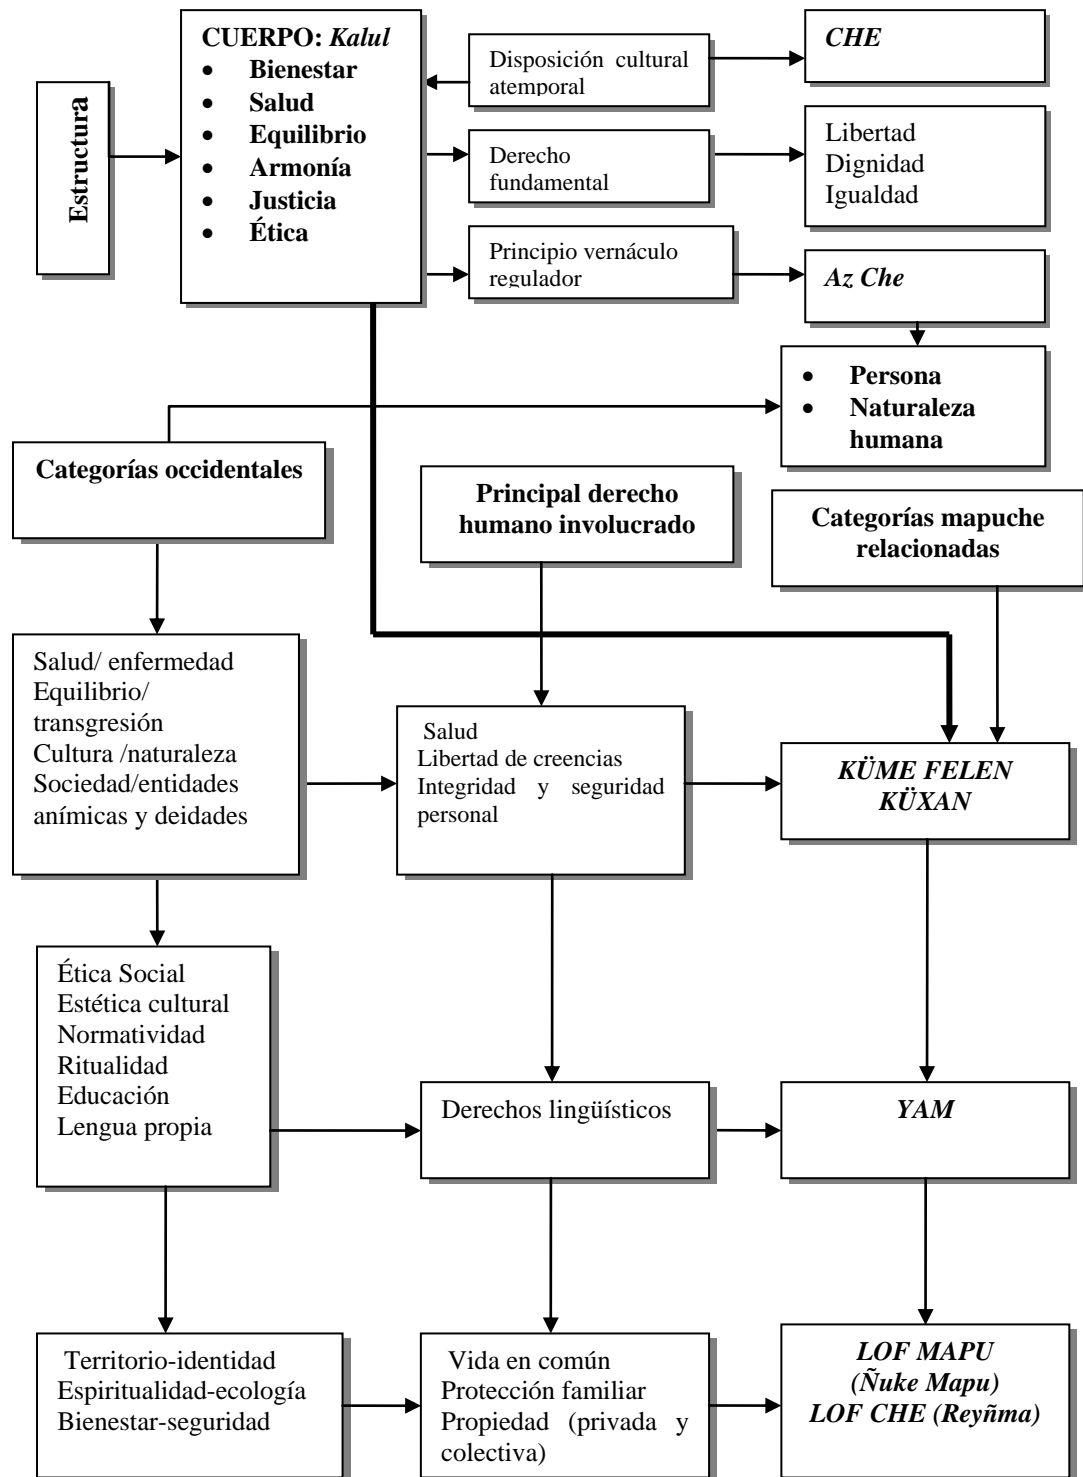 Estructura
CUERPO: Kalul
• Bienestar
• Salud
• Equilibrio
• Armonía
• Justicia
• Ética
Disposición cultural
atemporal
CHE
Derecho
fundamental
Libertad
Dignidad
Igualdad
Principio vernáculo
regulador
Az Che
• Persona
• Naturaleza
humana
Categorías occidentales
Principal derecho
humano involucrado
Categorías mapuche
relacionadas
Salud/ enfermedad
Equilibrio/
transgresión
Cultura /naturaleza
Sociedad/entidades
anímicas y deidades
Salud
Libertad de creencias
Integridad y seguridad
personal
KÜME FELEN
KÜXAN
Ética Social
Estética cultural
Normatividad
Ritualidad
Educación
Lengua propia
Derechos lingüísticos
YAM
Territorio-identidad
Espiritualidad-ecología
Bienestar-seguridad
Vida en común
Protección familiar
Propiedad (privada y
colectiva)
LOF MAPU
(Ñuke Mapu)
LOF CHE (Reyñma)